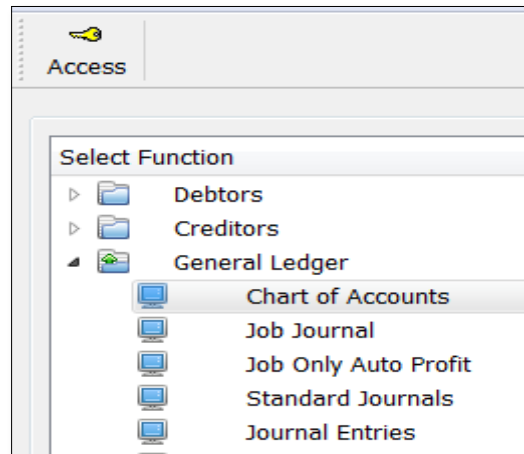 Access
Select Function
Debtors
Creditors
General Ledger
Chart of Accounts
Job Journal
Job Only Auto Profit
Standard Journals
Journal Entries